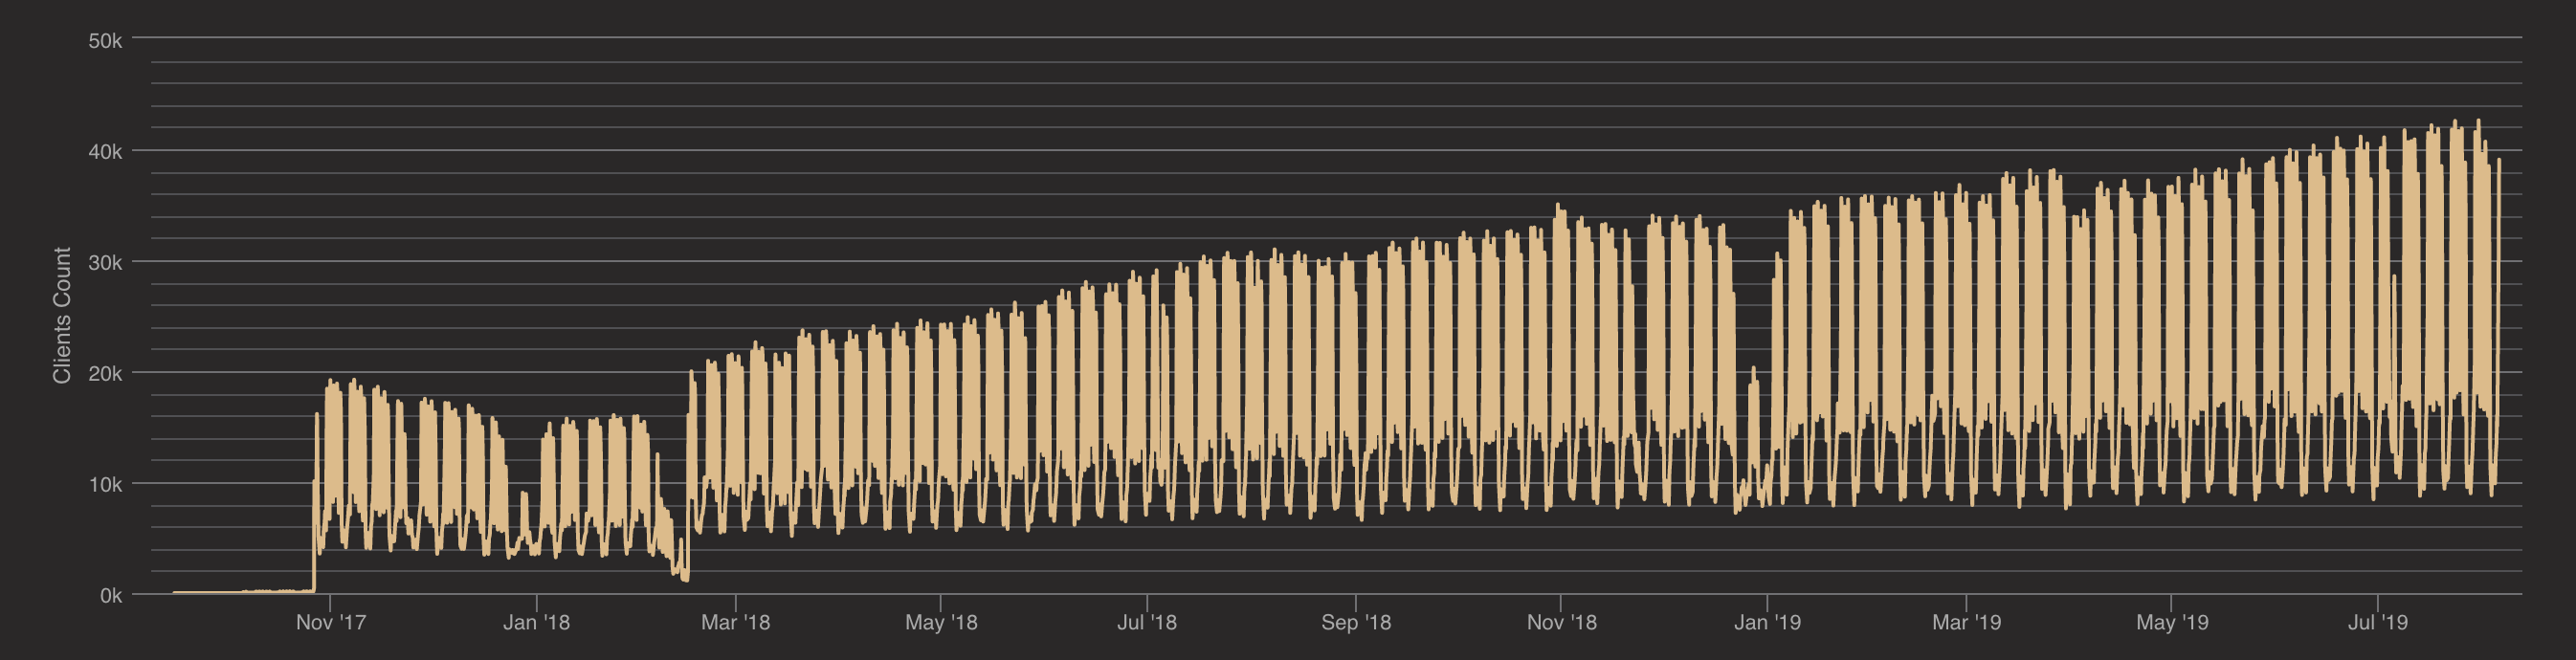 50k
40k
30k
20k
10k
0k
Clients Count
Nov '17
Jan '18
Mar '18
May '18
Jul '18
Sep '18
Nov '18
Jan '19
Mar '19
May '19
Jul '19